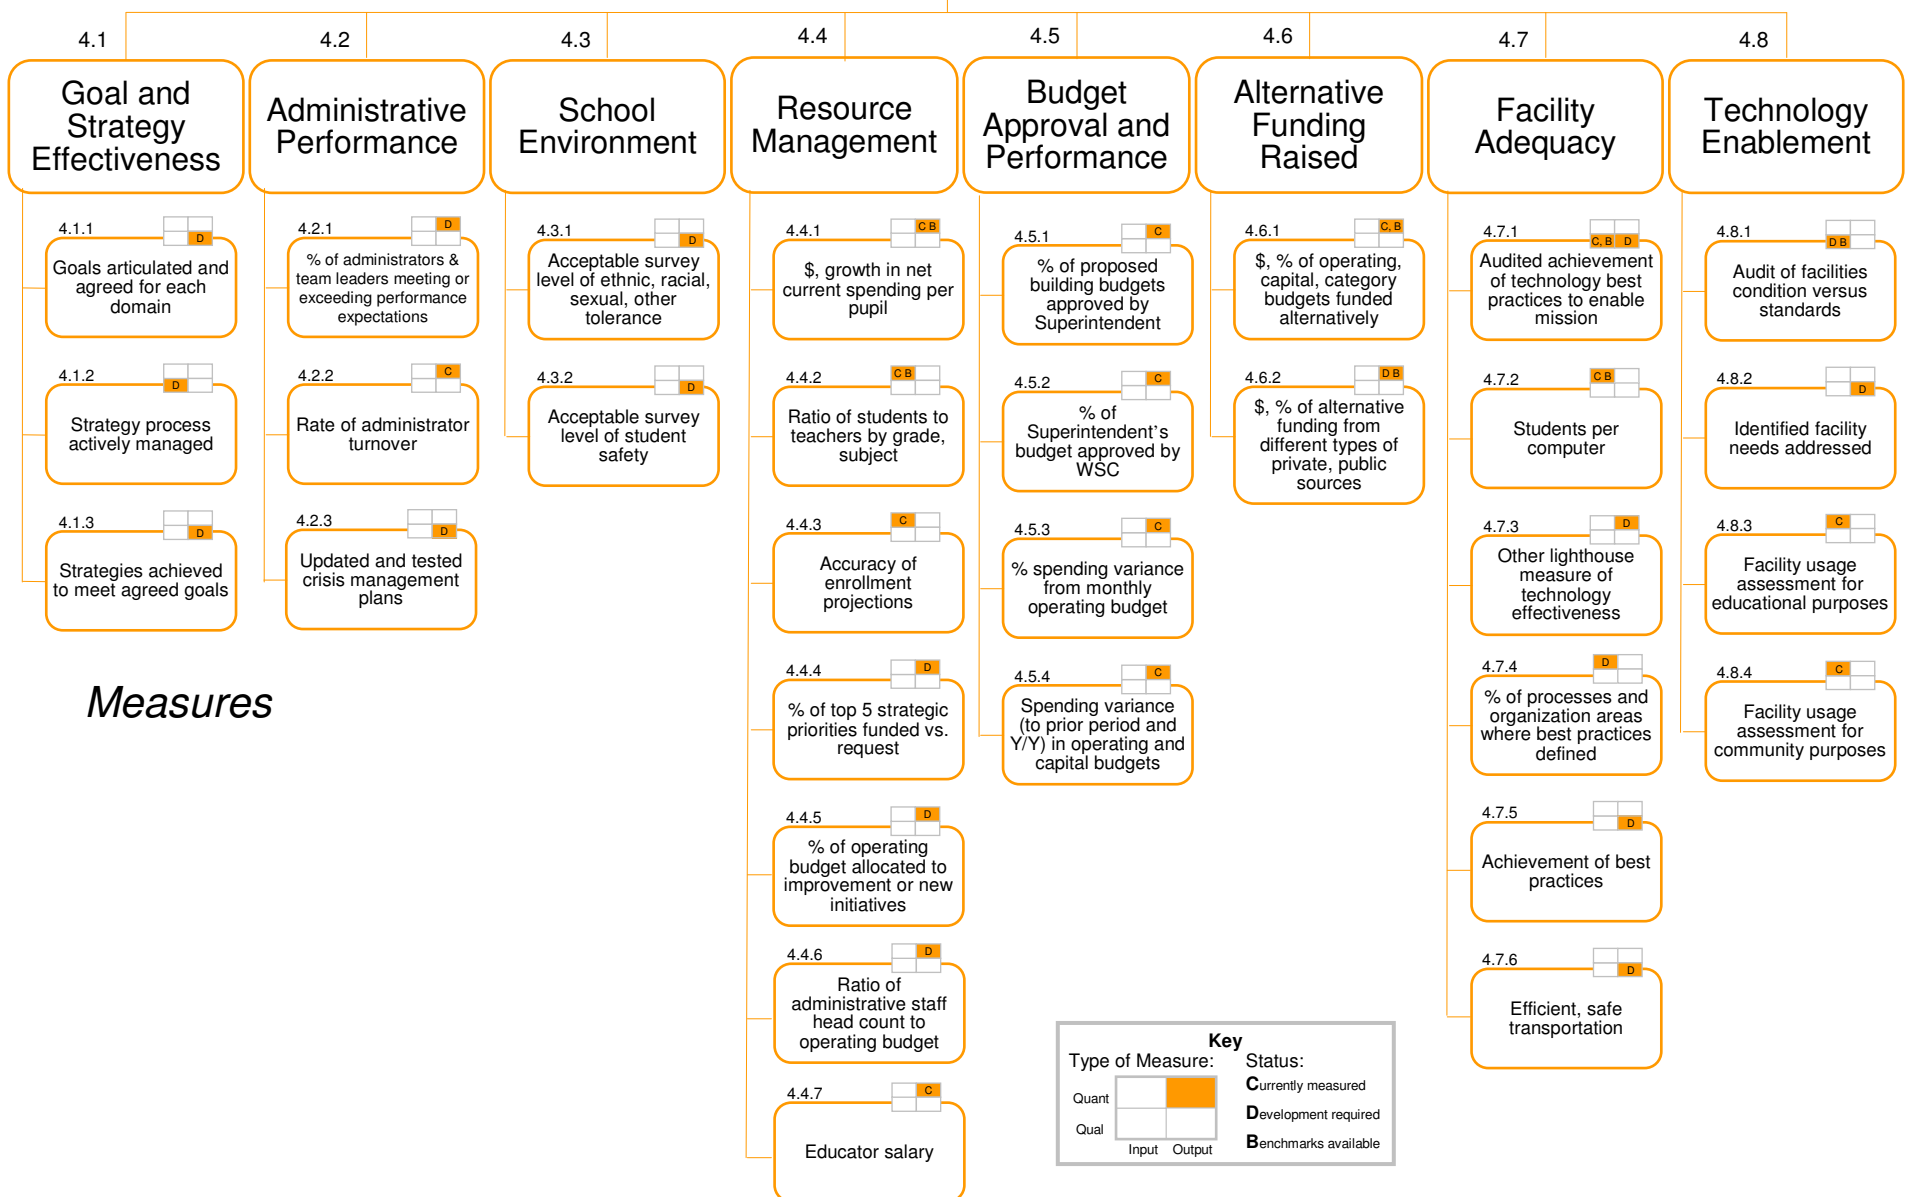 4.1
Goal and
Strategy
Effectiveness
4.1.1
D
Goals articulated and
agreed for each
domain
4.1.2
D
Strategy process
actively managed
4.1.3
D
Strategies achieved
to meet agreed goals
4.2
Administrative
Performance
4.2.1
D
% of administrators &
team leaders meeting or
exceeding performance
expectations
4.2.2
C
Rate of administrator
turnover
4.2.3
D
Updated and tested
crisis management
plans
4.3
School
Environment
4.3.1
D
Acceptable survey
level of ethnic, racial,
sexual, other
tolerance
4.3.2
D
Acceptable survey
level of student
safety
4.4
Resource
Management
4.4.1
C B
$, growth in net
current spending per
pupil
4.4.2
C B
Ratio of students to
teachers by grade,
subject
4.4.3
C
Accuracy of
enrollment
projections
4.4.4
D
% of top 5 strategic
priorities funded vs.
request
4.4.5
D
% of operating
budget allocated to
improvement or new
initiatives
4.4.6
D
Ratio of
administrative staff
head count to
operating budget
4.4.7
C
Educator salary
4.5
Budget
Approval and
Performance
4.5.1
C
% of proposed
building budgets
approved by
Superintendent
4.5.2
C
% of
Superintendent's
budget approved by
WSC
4.5.3
C
% spending variance
from monthly
operating budget
4.5.4
C
Spending variance
(to prior period and
Y/Y) in operating and
capital budgets
4.6
Alternative
Funding
Raised
4.6.1
C, B
$, % of operating,
capital, category
budgets funded
alternatively
4.6.2
D B
$, % of alternative
funding from
different types of
private, public
sources
4.7
Facility
Adequacy
4.7.1
C, B D
Audited achievement
of technology best
practices to enable
mission
4.7.2
C B
Students per
computer
4.7.3
D
Other lighthouse
measure of
technology
effectiveness
4.7.4
D
% of processes and
organization areas
where best practices
defined
4.7.5
D
Achievement of best
practices
4.7.6
D
Efficient, safe
transportation
4.8
Technology
Enablement
4.8.1
D B
Audit of facilities
condition versus
standards
4.8.2
D
Identified facility
needs addressed
4.8.3
C
Facility usage
assessment for
educational purposes
4.8.4
C
Facility usage
assessment for
community purposes
Measures
Key
Type of Measure:
Quant
Qual
Input Output
Status:
Currently measured
Development required
Benchmarks available